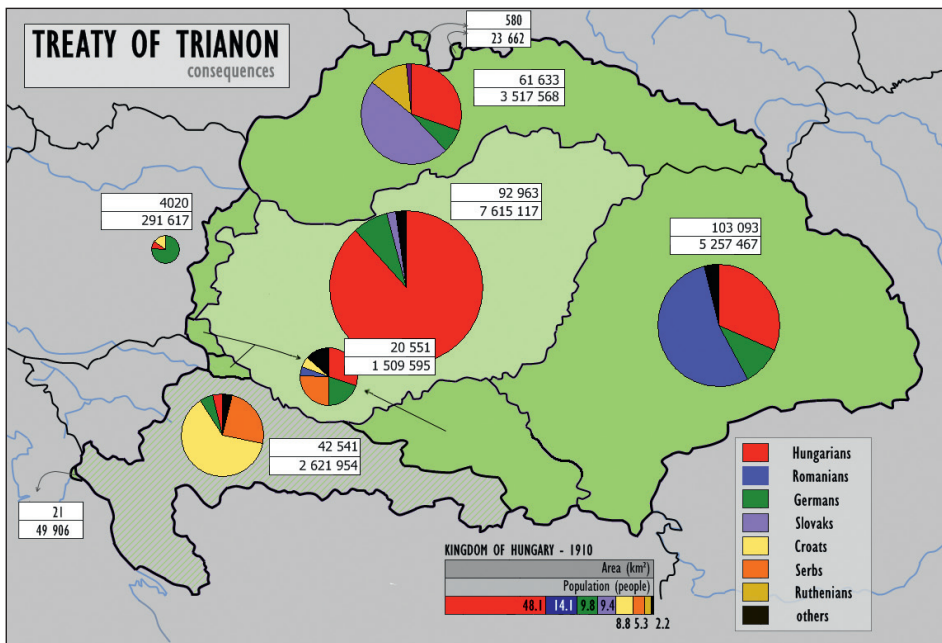 TREATY OF TRIANON
consequences
580
23 662
61 633
3 517 568
92 963
7 615 117
4020
291 617
103 093
5 257 467
20 551
1 509 595
42 541
2 621 954
21
49 906
Hungarians
Romanians
Germans
Slovaks
Croats
Serbs
Ruthenians
others
KINGDOM OF HUNGARY - 1910
Area (km²)
Population (people)
48.1 14.1 9.8 9.4
8.8 5.3 2.2